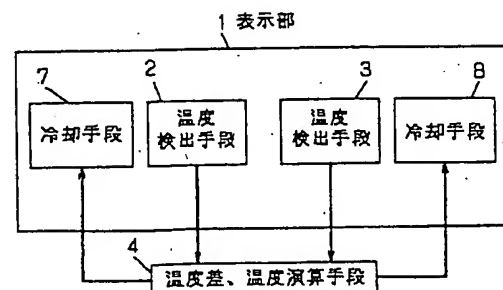 1 表示部
7
2
3
8
冷却手段
温度
検出手段
温度
検出手段
冷却手段
4
温度差、温度演算手段